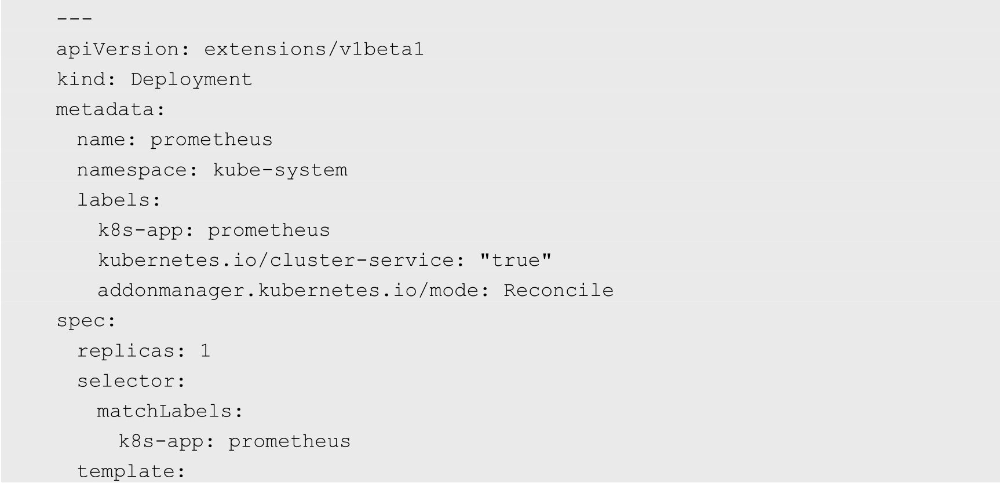 ---
apiVersion: extensions/v1beta1
kind: Deployment
metadata:
  name: prometheus
  namespace: kube-system
  labels:
    k8s-app: prometheus
    kubernetes.io/cluster-service: "true"
    addonmanager.kubernetes.io/mode: Reconcile
spec:
  replicas: 1
  selector:
    matchLabels:
      k8s-app: prometheus
  template: